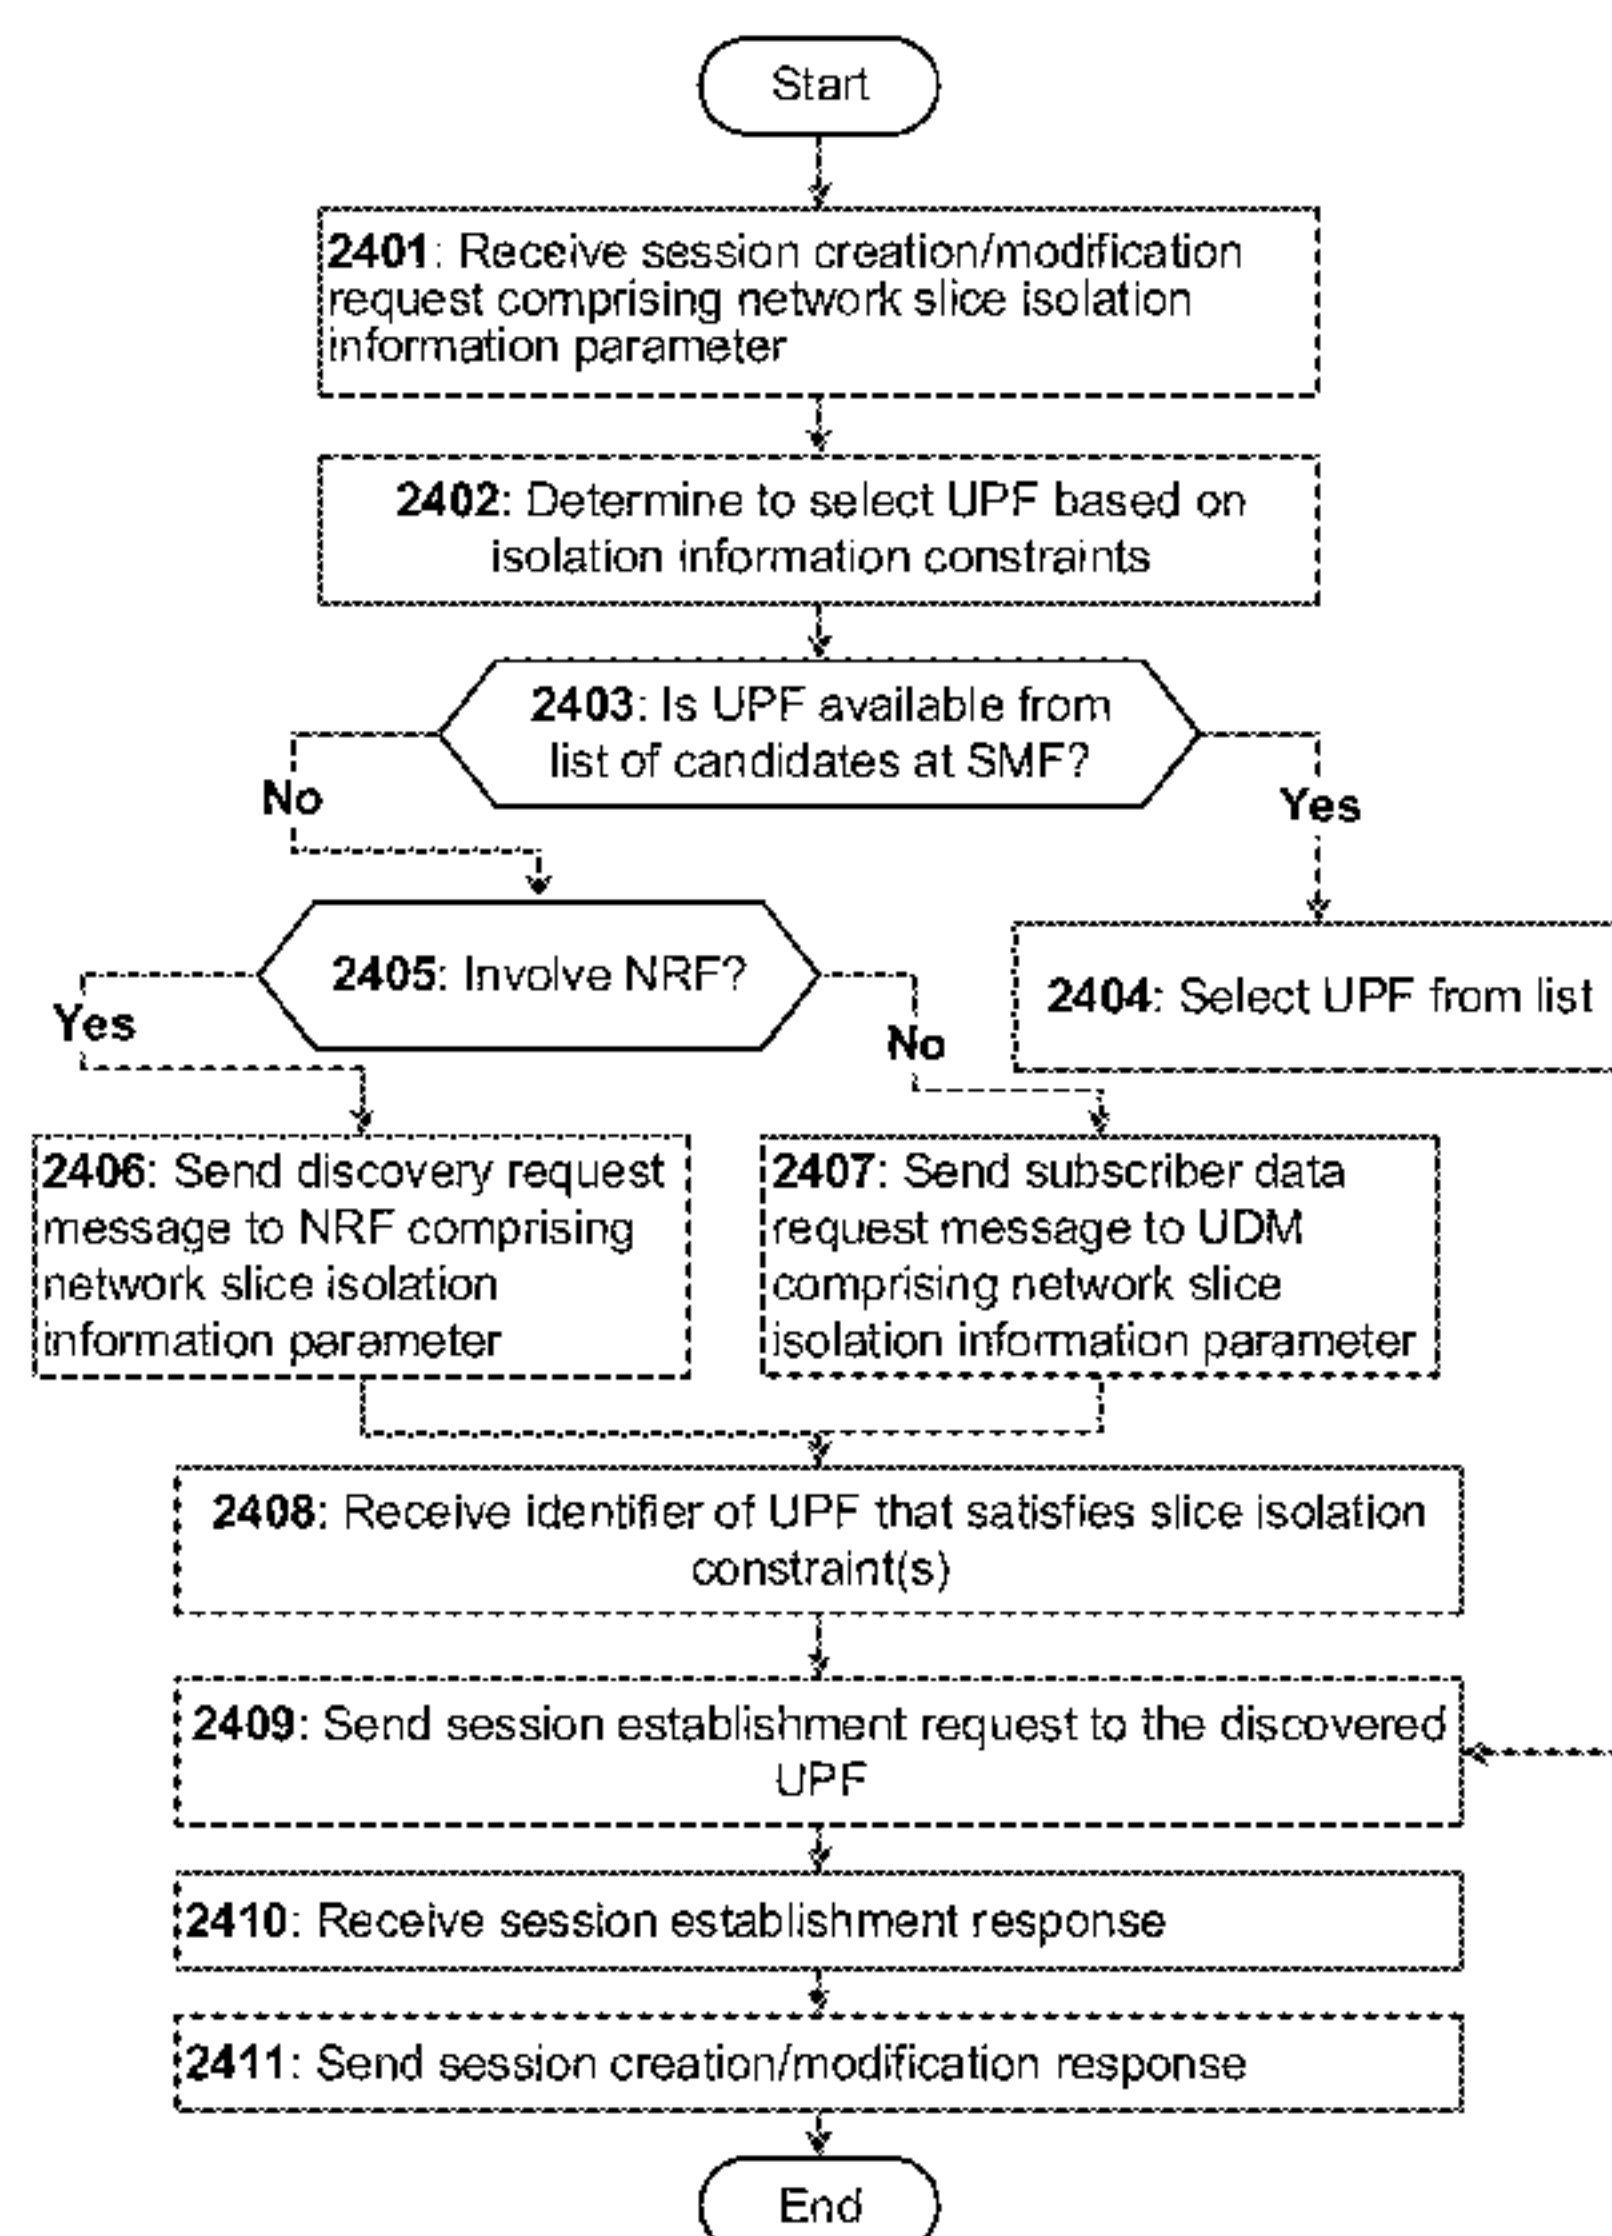 Start
2401: Receive session creation/modification
request comprising network slice isolation
information parameter
2402: Determine to select UPF based on
isolation information constraints
2403: Is UPF available from
list of candidates at SMF?
No
Yes
2405: Involve NRF?
2404: Select UPF from list
Yes
No
2406: Send discovery request
message to NRF comprising
network slice isolation
information parameter
2407: Send subscriber data
request message to UDM
comprising network slice
isolation information parameter
2408: Receive identifier of UPF that satisfies slice isolation
constraint(s)
2409: Send session establishment request to the discovered
UPF
2410: Receive session establishment response
2411: Send session creation/modification response
End